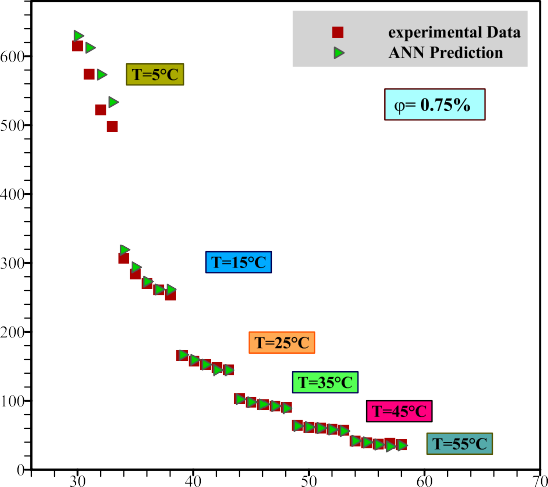 experimental Data
ANN Prediction
φ= 0.75%
T=5°C
T=15°C
T=25°C
T=35°C
T=45°C
T=55°C
600
500
400
300
200
100
0
30 40 50 60 70